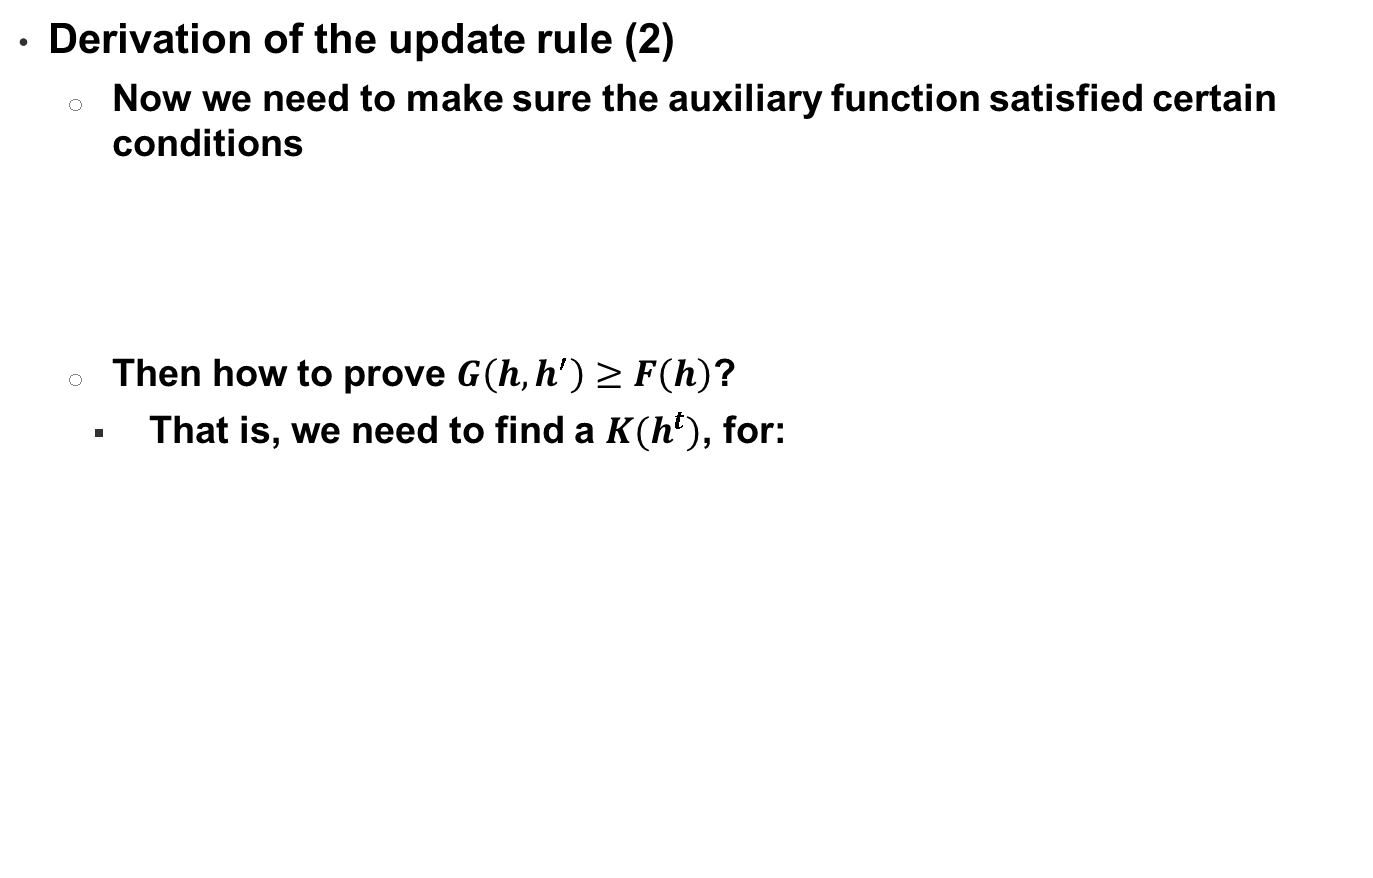 • Derivation of the update rule (2)
○ Now we need to make sure the auxiliary function satisfied certain
conditions
○ Then how to prove G(h, h′) ≥ F(h)?
▪ That is, we need to find a K(hᵗ), for: